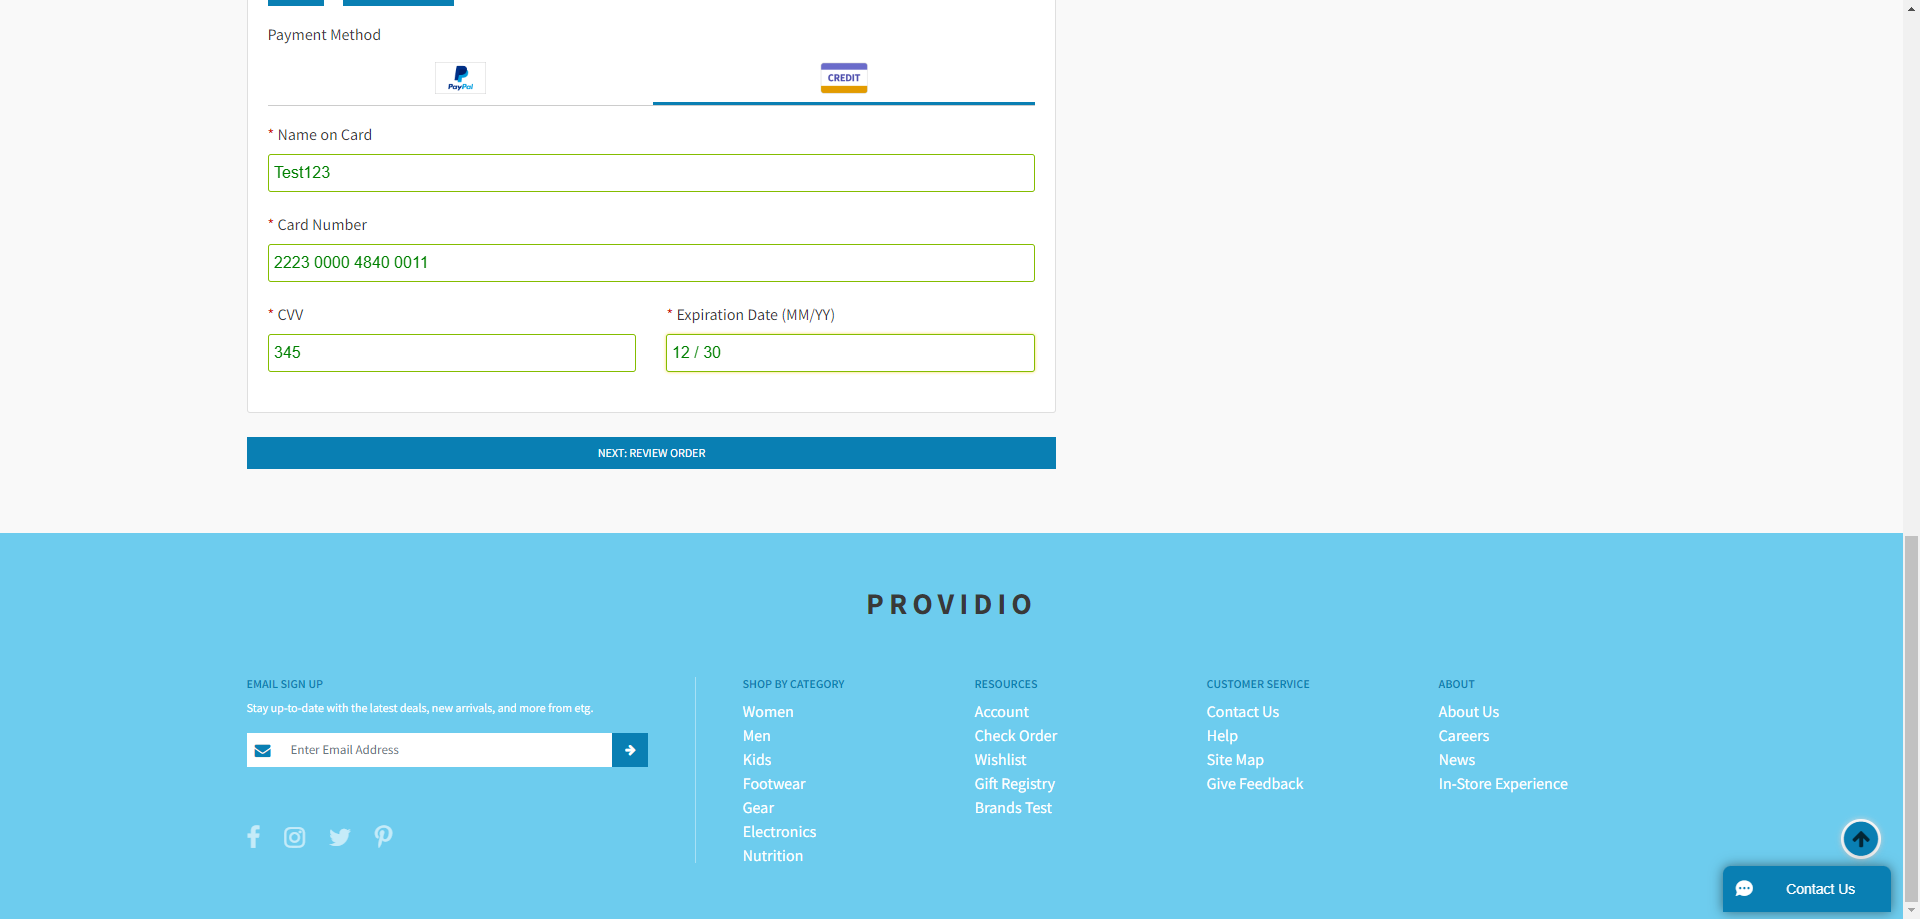 Payment Method
PayPal
CREDIT
* Name on Card
Test123
* Card Number
2223 0000 4840 0011
* CVV
* Expiration Date (MM/YY)
345
12 / 30
NEXT: REVIEW ORDER
PROVIDIO
EMAIL SIGN UP
Stay up-to-date with the latest deals, new arrivals, and more from etg.
Enter Email Address
SHOP BY CATEGORY
Women
Men
Kids
Footwear
Gear
Electronics
Nutrition
RESOURCES
Account
Check Order
Wishlist
Gift Registry
Brands Test
CUSTOMER SERVICE
Contact Us
Help
Site Map
Give Feedback
ABOUT
About Us
Careers
News
In-Store Experience
Contact Us